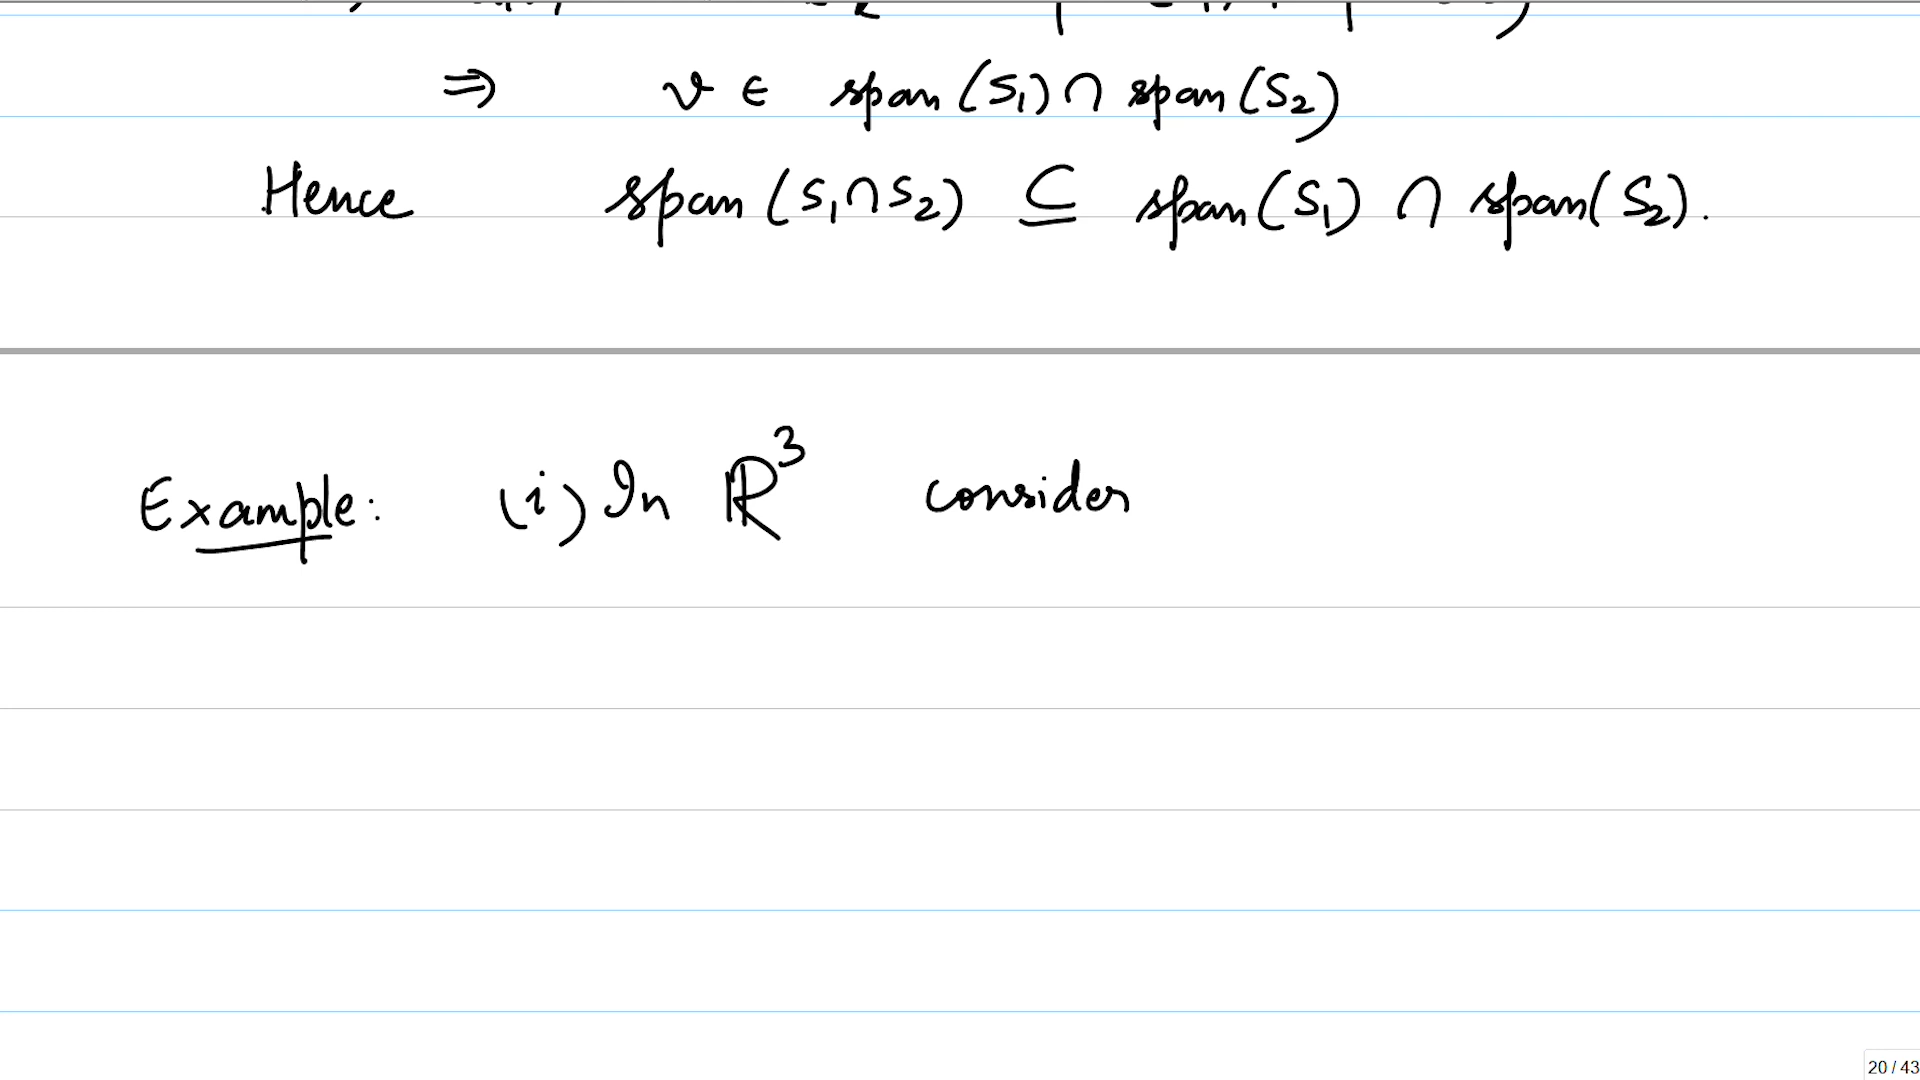 ⇒ v ∈ span (S₁) ∩ span (S₂)
Hence span (S₁∩S₂) ⊆ span (S₁) ∩ span (S₂).
Example: (i) In ℝ³ consider
20 / 43